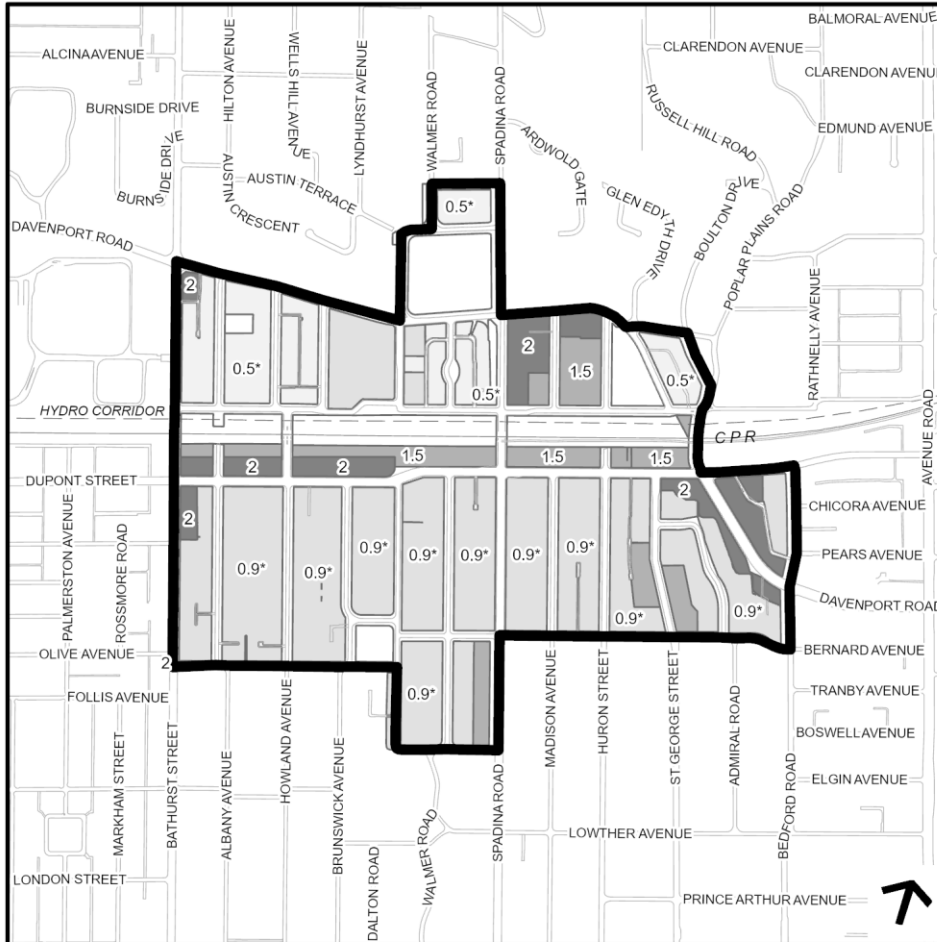 BALMORAL AVENUE
ALCINA AVENUE
HILTON AVENUE
WELLS HILL AVENUE
LYNDHURST AVENUE
WALMER ROAD
SPADINA ROAD
CLARENDON AVENUE
CLARENDON AVENUE
RUSSELL HILL ROAD
BURNSIDE DRIVE
BURNSIDE DRIVE
EDMUND AVENUE
ARDWOLD GATE
AUSTIN TERRACE
AUSTIN CRESCENT
GLEN EDYTH DRIVE
BOULTON DRIVE
POPLAR PLAINS ROAD
DAVENPORT ROAD
0.5*
2
RATHNELLY AVENUE
2
1.5
0.5*
0.5*
0.5*
HYDRO CORRIDOR
CPR
AVENUE ROAD
2
2
1.5
1.5
1.5
DUPONT STREET
2
2
CHICORA AVENUE
PALMERSTON AVENUE
ROSSMORE ROAD
PEARS AVENUE
0.9*
0.9*
0.9*
0.9*
0.9*
0.9*
0.9*
0.9*
DAVENPORT ROAD
OLIVE AVENUE
2
BERNARD AVENUE
FOLLIS AVENUE
0.9*
TRANBY AVENUE
BOSWELL AVENUE
MARKHAM STREET
BATHURST STREET
ALBANY AVENUE
HOWLAND AVENUE
BRUNSWICK AVENUE
DALTON ROAD
WALMER ROAD
SPADINA ROAD
MADISON AVENUE
HURON STREET
ST. GEORGE STREET
ADMIRAL ROAD
BEDFORD ROAD
ELGIN AVENUE
LOWTHER AVENUE
LONDON STREET
PRINCE ARTHUR AVENUE